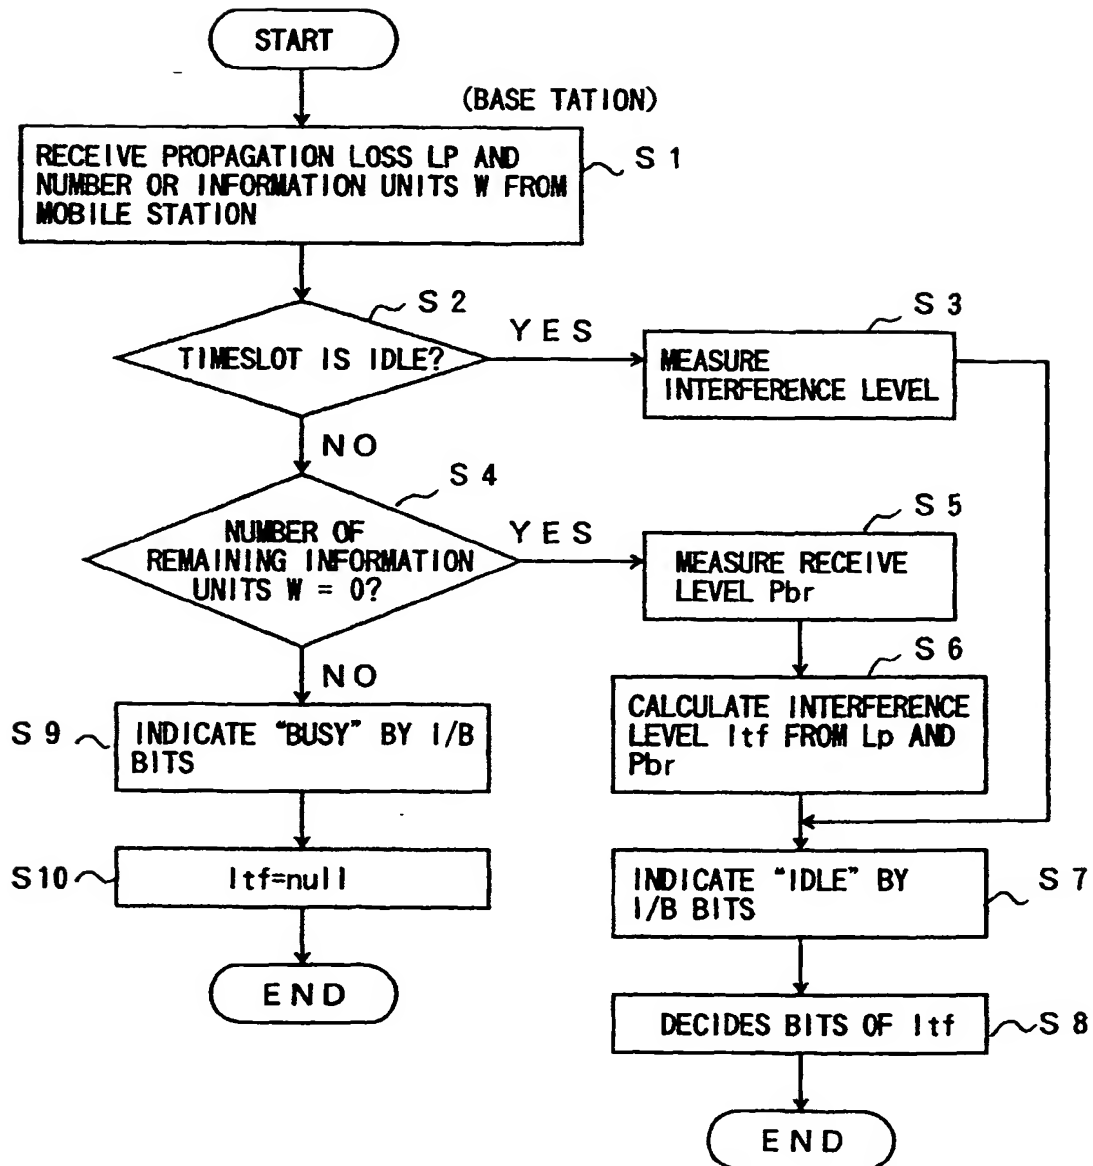 START
(BASE TATION)
RECEIVE PROPAGATION LOSS LP AND
NUMBER OR INFORMATION UNITS W FROM
MOBILE STATION
S 1
S 2
TIMESLOT IS IDLE?
YES
S 3
MEASURE
INTERFERENCE LEVEL
NO
S 4
NUMBER OF
REMAINING INFORMATION
UNITS W = 0?
YES
S 5
MEASURE RECEIVE
LEVEL Pbr
S 6
CALCULATE INTERFERENCE
LEVEL Itf FROM Lp AND
Pbr
NO
S 9
INDICATE "BUSY" BY I/B
BITS
S10
Itf=null
END
INDICATE "IDLE" BY
I/B BITS
S 7
DECIDES BITS OF Itf
S 8
END